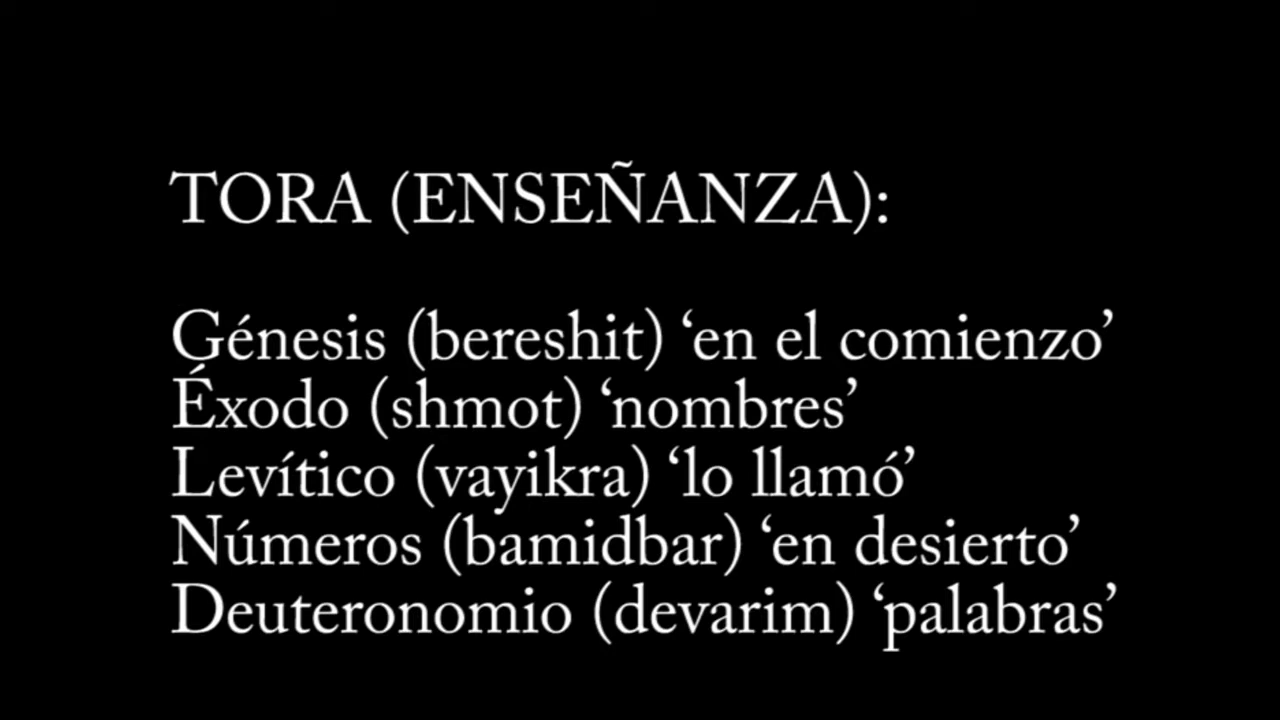 TORA (ENSEÑANZA):
Génesis (bereshit) ‘en el comienzo’
Éxodo (shmot) ‘nombres’
Levítico (vayikra) ‘lo llamó’
Números (bamidbar) ‘en desierto’
Deuteronomio (devarim) ‘palabras’